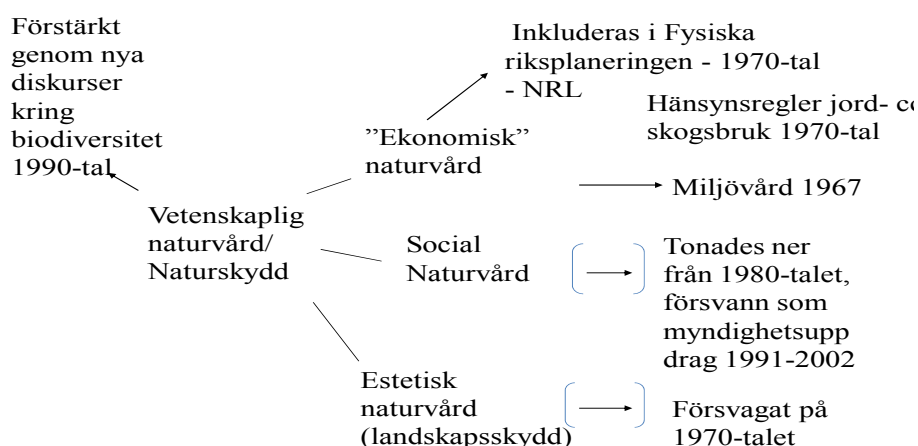 Förstärkt
genom nya
diskurser
kring
biodiversitet
1990-tal
Inkluderas i Fysiska
riksplaneringen - 1970-tal
- NRL
Hänsynsregler jord- oc
skogsbruk 1970-tal
”Ekonomisk”
naturvård
Miljövård 1967
Vetenskaplig
naturvård/
Naturskydd
Social
Naturvård
Tonades ner
från 1980-talet,
försvann som
myndighetsupp
drag 1991-2002
Estetisk
naturvård
(landskapsskydd)
Försvagat på
1970-talet